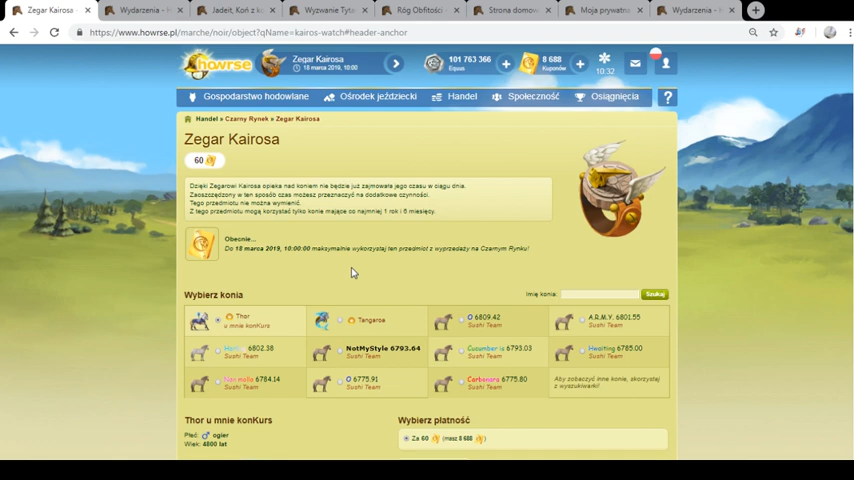 Zegar Kairosa -
Wydarzenia - H
Jadeit, Koń z ko
Wyzwanie Tyta
Róg Obfitości -
Strona domow
Moja prywatno
Wydarzenia - H
https://www.howrse.pl/marche/noir/object?qName=kairos-watch#header-anchor
howrse
Zegar Kairosa
18 marca 2019, 10:00
101 763 366
Equus
8 688
Kuponów
10:32
Gospodarstwo hodowlane
Ośrodek jeździecki
Handel
Społeczność
Osiągnięcia
?
Handel » Czarny Rynek » Zegar Kairosa
Zegar Kairosa
60
Dzięki Zegarowi Kairosa opieka nad koniem nie będzie już zajmowała jego czasu w ciągu dnia.
Zaoszczędzony w ten sposób czas możesz przeznaczyć na dodatkowe czynności.
Tego przedmiotu nie można wymienić.
Z tego przedmiotu mogą korzystać tylko konie mające co najmniej 1 rok i 6 miesięcy.
Obecnie...
Do 18 marca 2019, 10:00:00 maksymalnie wykorzystaj ten przedmiot z wyprzedaży na Czarnym Rynku!
Wybierz konia
Imię konia:
Szukaj
Thor
u mnie konKurs
Tangaroa
O 6809.42
Sushi Team
A.R.M.Y. 6801.55
Sushi Team
6802.38
Sushi Team
NotMyStyle 6793.64
Sushi Team
Cucumber is 6793.03
Sushi Team
Hwaiting 6785.00
Sushi Team
6784.14
Sushi Team
6775.91
Sushi Team
Carbonara 6775.80
Sushi Team
Aby zobaczyć inne konie, skorzystaj
z wyszukiwarki!
Thor u mnie konKurs
Płeć: ogier
Wiek: 4800 lat
Wybierz płatność
Za 60 (masz 8 688 )